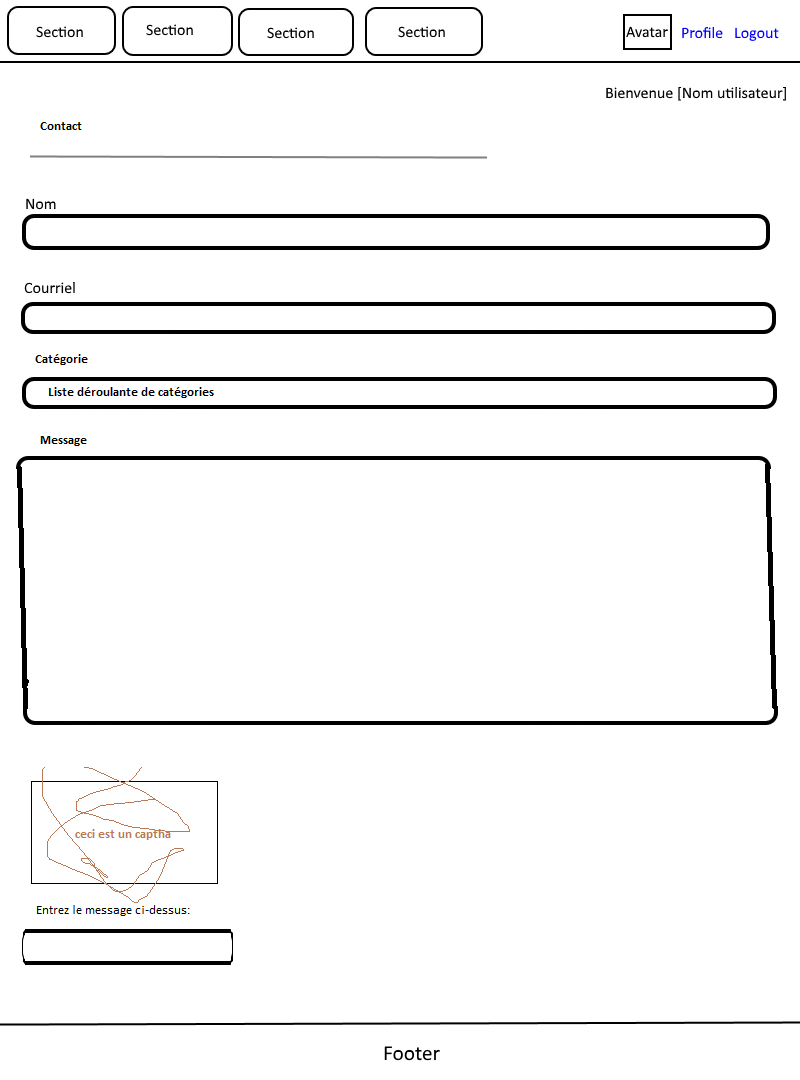 Section Section Section Section Avatar Profile Logout
Bienvenue [Nom utilisateur]
Contact
Nom
Courriel
Catégorie
Liste déroulante de catégories
Message
ceci est un captha
Entrez le message ci-dessus:
Footer